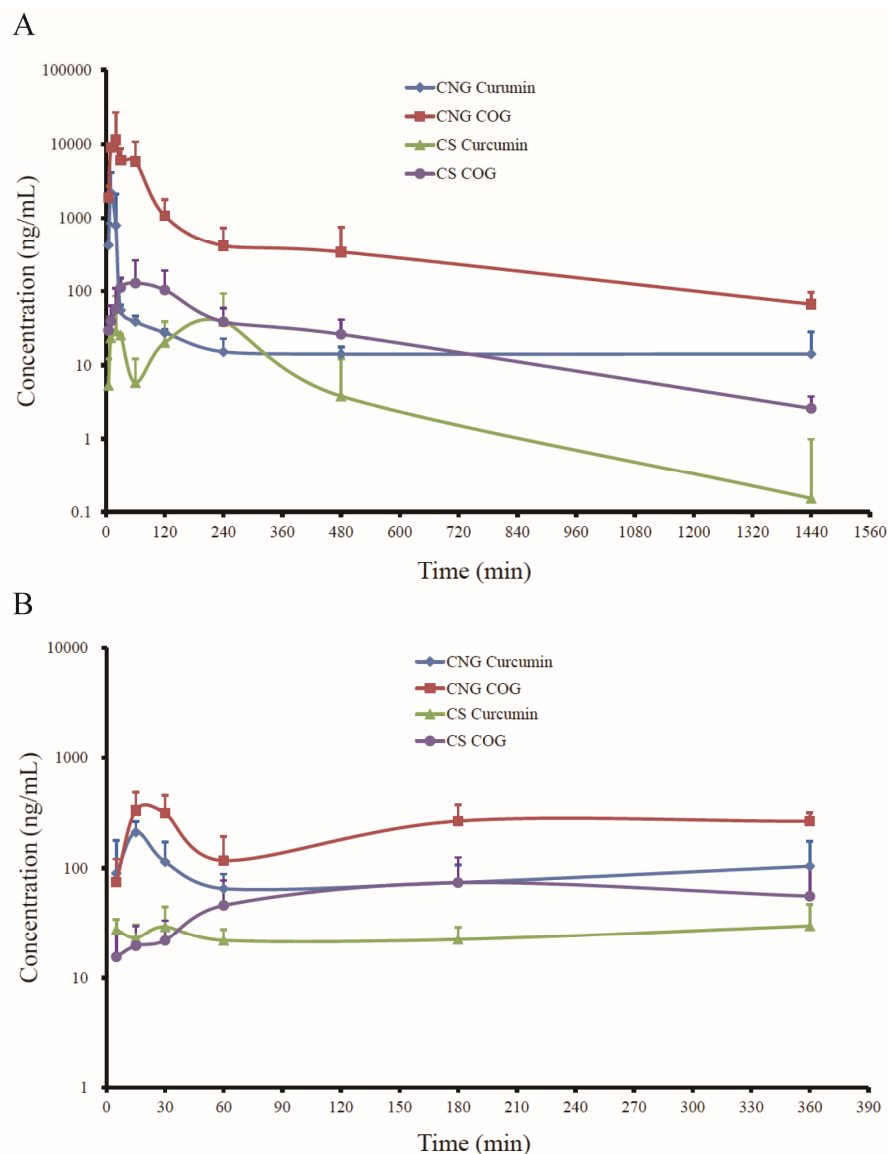 A
100000
10000
1000
100
10
1
0.1
Concentration (ng/mL)
CNG Curumin
CNG COG
CS Curcumin
CS COG
0 120 240 360 480 600 720 840 960 1080 1200 1320 1440 1560
Time (min)
B
10000
1000
100
10
1
Concentration (ng/mL)
CNG Curcumin
CNG COG
CS Curcumin
CS COG
0 30 60 90 120 150 180 210 240 270 300 330 360 390
Time (min)